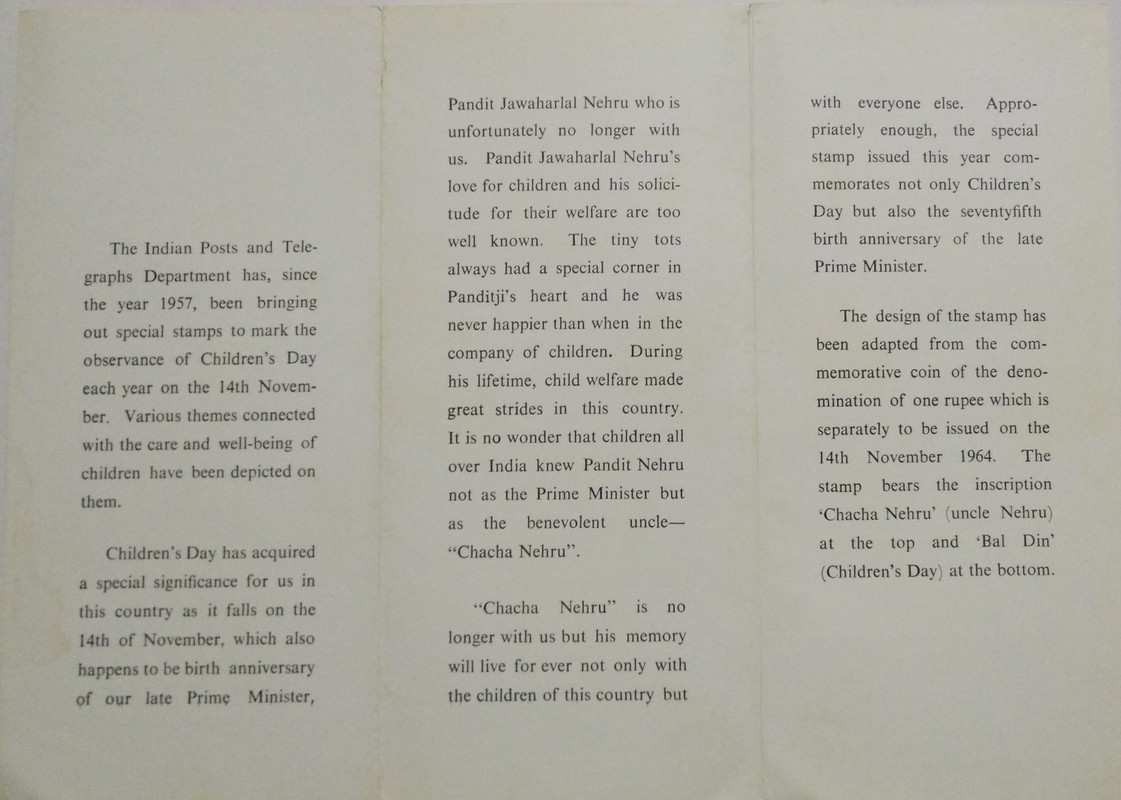 The Indian Posts and Tele-
graphs Department has, since
the year 1957, been bringing
out special stamps to mark the
observance of Children's Day
each year on the 14th Novem-
ber. Various themes connected
with the care and well-being of
children have been depicted on
them.
Children's Day has acquired
a special significance for us in
this country as it falls on the
14th of November, which also
happens to be birth anniversary
of our late Prime Minister,
Pandit Jawaharlal Nehru who is
unfortunately no longer with
us. Pandit Jawaharlal Nehru's
love for children and his solici-
tude for their welfare are too
well known. The tiny tots
always had a special corner in
Panditji's heart and he was
never happier than when in the
company of children. During
his lifetime, child welfare made
great strides in this country.
It is no wonder that children all
over India knew Pandit Nehru
not as the Prime Minister but
as the benevolent uncle—
“Chacha Nehru”.
“Chacha Nehru” is no
longer with us but his memory
will live for ever not only with
the children of this country but
with everyone else. Appro-
priately enough, the special
stamp issued this year com-
memorates not only Children's
Day but also the seventyfifth
birth anniversary of the late
Prime Minister.
The design of the stamp has
been adapted from the com-
memorative coin of the deno-
mination of one rupee which is
separately to be issued on the
14th November 1964. The
stamp bears the inscription
‘Chacha Nehru’ (uncle Nehru)
at the top and ‘Bal Din’
(Children's Day) at the bottom.